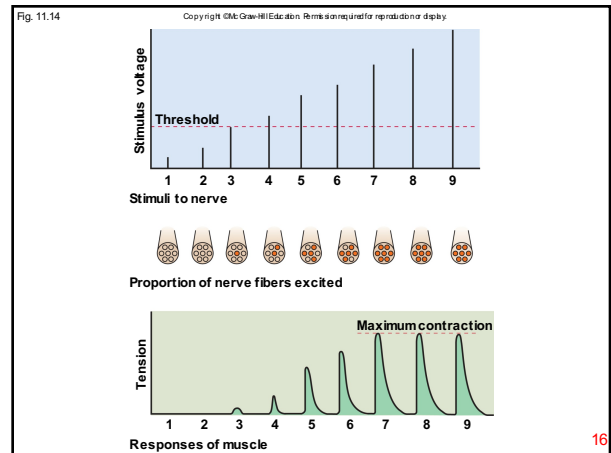 Fig. 11.14
Copyright ©McGraw-Hill Education. Permission required for reproduction or display.
Stimulus voltage
Threshold
1 2 3 4 5 6 7 8 9
Stimuli to nerve
Proportion of nerve fibers excited
Tension
Maximum contraction
1 2 3 4 5 6 7 8 9
Responses of muscle
16